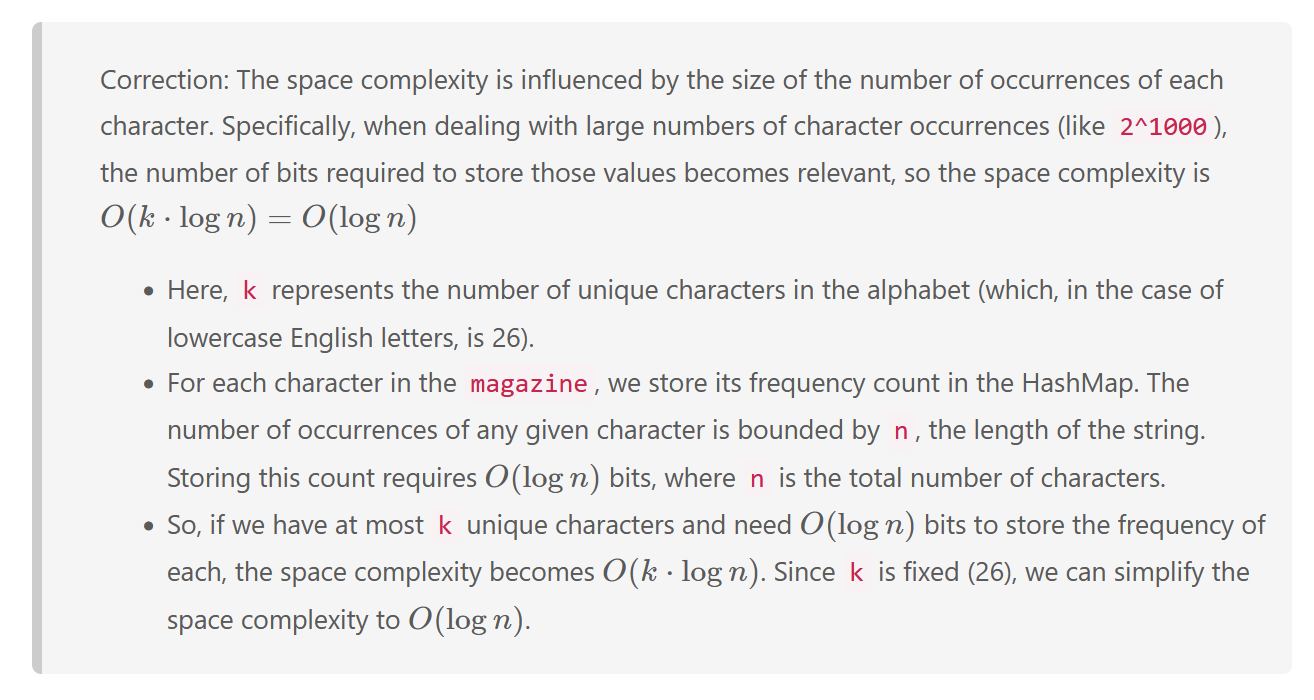 Correction: The space complexity is influenced by the size of the number of occurrences of each
character. Specifically, when dealing with large numbers of character occurrences (like 2^1000),
the number of bits required to store those values becomes relevant, so the space complexity is
O(k · log n) = O(log n)
• Here, k represents the number of unique characters in the alphabet (which, in the case of
lowercase English letters, is 26).
• For each character in the magazine, we store its frequency count in the HashMap. The
number of occurrences of any given character is bounded by n, the length of the string.
Storing this count requires O(log n) bits, where n is the total number of characters.
• So, if we have at most k unique characters and need O(log n) bits to store the frequency of
each, the space complexity becomes O(k · log n). Since k is fixed (26), we can simplify the
space complexity to O(log n).